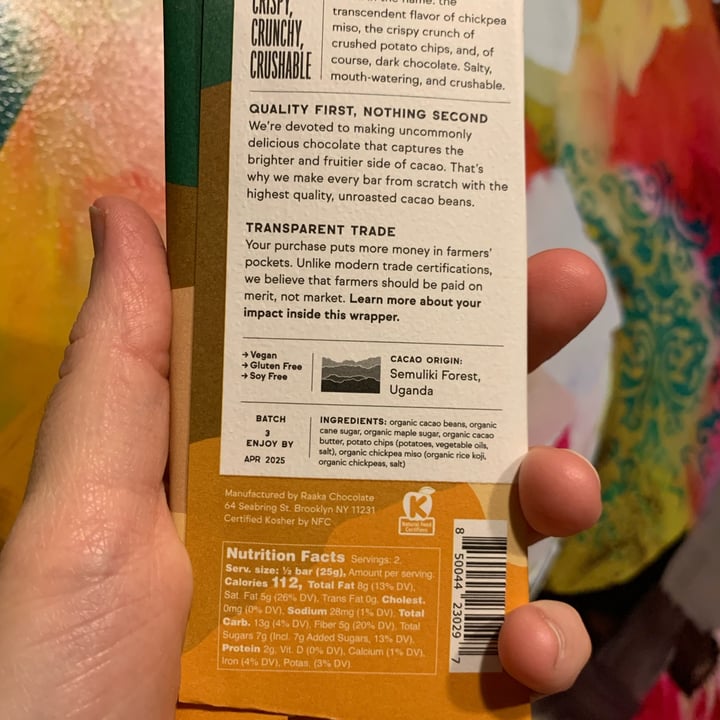 CRISPY,
CRUNCHY,
CRUSHABLE
in the name: the
transcendent flavor of chickpea
miso, the crispy crunch of
crushed potato chips, and, of
course, dark chocolate. Salty,
mouth-watering, and crushable.
QUALITY FIRST, NOTHING SECOND
We're devoted to making uncommonly
delicious chocolate that captures the
brighter and fruitier side of cacao. That's
why we make every bar from scratch with the
highest quality, unroasted cacao beans.
TRANSPARENT TRADE
Your purchase puts more money in farmers'
pockets. Unlike modern trade certifications,
we believe that farmers should be paid on
merit, not market. Learn more about your
impact inside this wrapper.
→ Vegan
→ Gluten Free
→ Soy Free
CACAO ORIGIN:
Semuliki Forest,
Uganda
BATCH
3
ENJOY BY
APR 2025
INGREDIENTS: organic cacao beans, organic
cane sugar, organic maple sugar, organic cacao
butter, potato chips (potatoes, vegetable oils,
salt), organic chickpea miso (organic rice koji,
organic chickpeas, salt)
Manufactured by Raaka Chocolate
64 Seabring St. Brooklyn NY 11231
Certified Kosher by NFC
K
Natural Food
Certifiers
Nutrition Facts Servings: 2,
Serv. size: ½ bar (25g), Amount per serving:
Calories 112, Total Fat 8g (13% DV),
Sat. Fat 5g (26% DV), Trans Fat 0g, Cholest.
0mg (0% DV), Sodium 28mg (1% DV), Total
Carb. 13g (4% DV), Fiber 5g (20% DV), Total
Sugars 7g (Incl. 7g Added Sugars, 13% DV),
Protein 2g, Vit. D (0% DV), Calcium (1% DV),
Iron (4% DV), Potas. (3% DV)
8 50044 23029 7